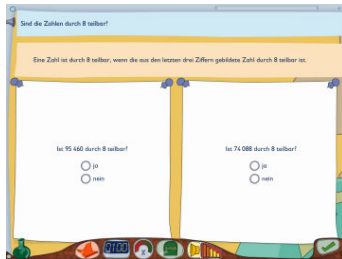 Sind die Zahlen durch 8 teilbar?
Eine Zahl ist durch 8 teilbar, wenn die aus den letzten drei Ziffern gebildete Zahl durch 8 teilbar ist.
Ist 95 460 durch 8 teilbar?
ja
nein
Ist 74 088 durch 8 teilbar?
ja
nein